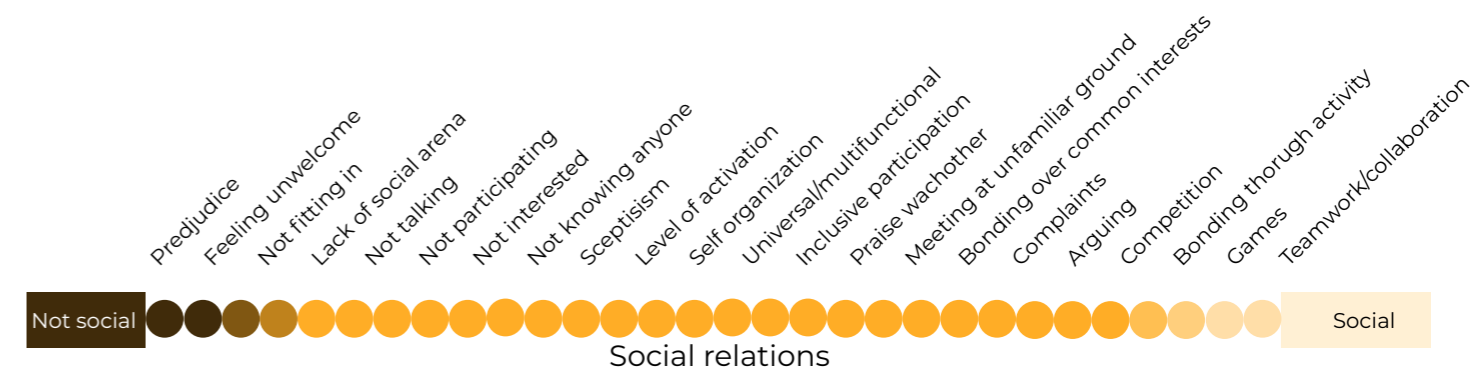 Predjudice
Feeling unwelcome
Not fitting in
Lack of social arena
Not talking
Not participating
Not interested
Not knowing anyone
Sceptisism
Level of activation
Self organization
Universal/multifunctional
Inclusive participation
Praise wachother
Meeting at unfamiliar ground
Bonding over common interests
Complaints
Arguing
Competition
Bonding thorugh activity
Games
Teamwork/collaboration
Not social
Social
Social relations